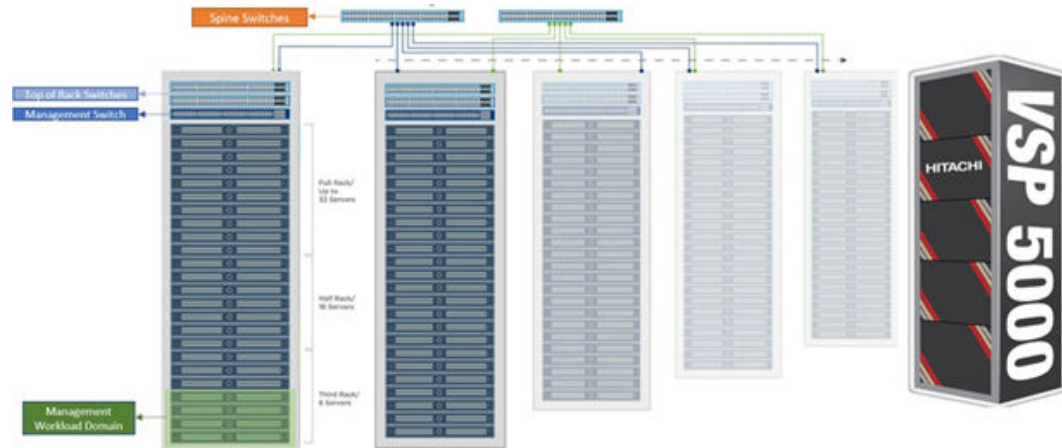 Spine Switches
Top of Rack Switches
Management Switch
Full Rack/
Up to
32 Servers
Half Rack/
16 Servers
Third Rack/
8 Servers
Management
Workload Domain
HITACHI
VSP 5000